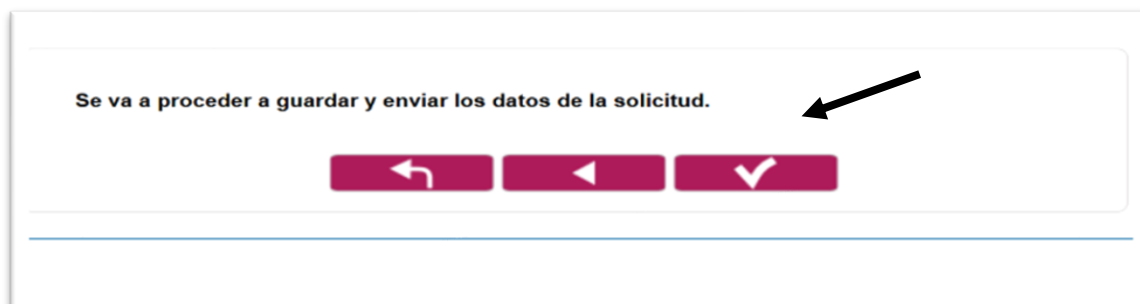 Se va a proceder a guardar y enviar los datos de la solicitud.